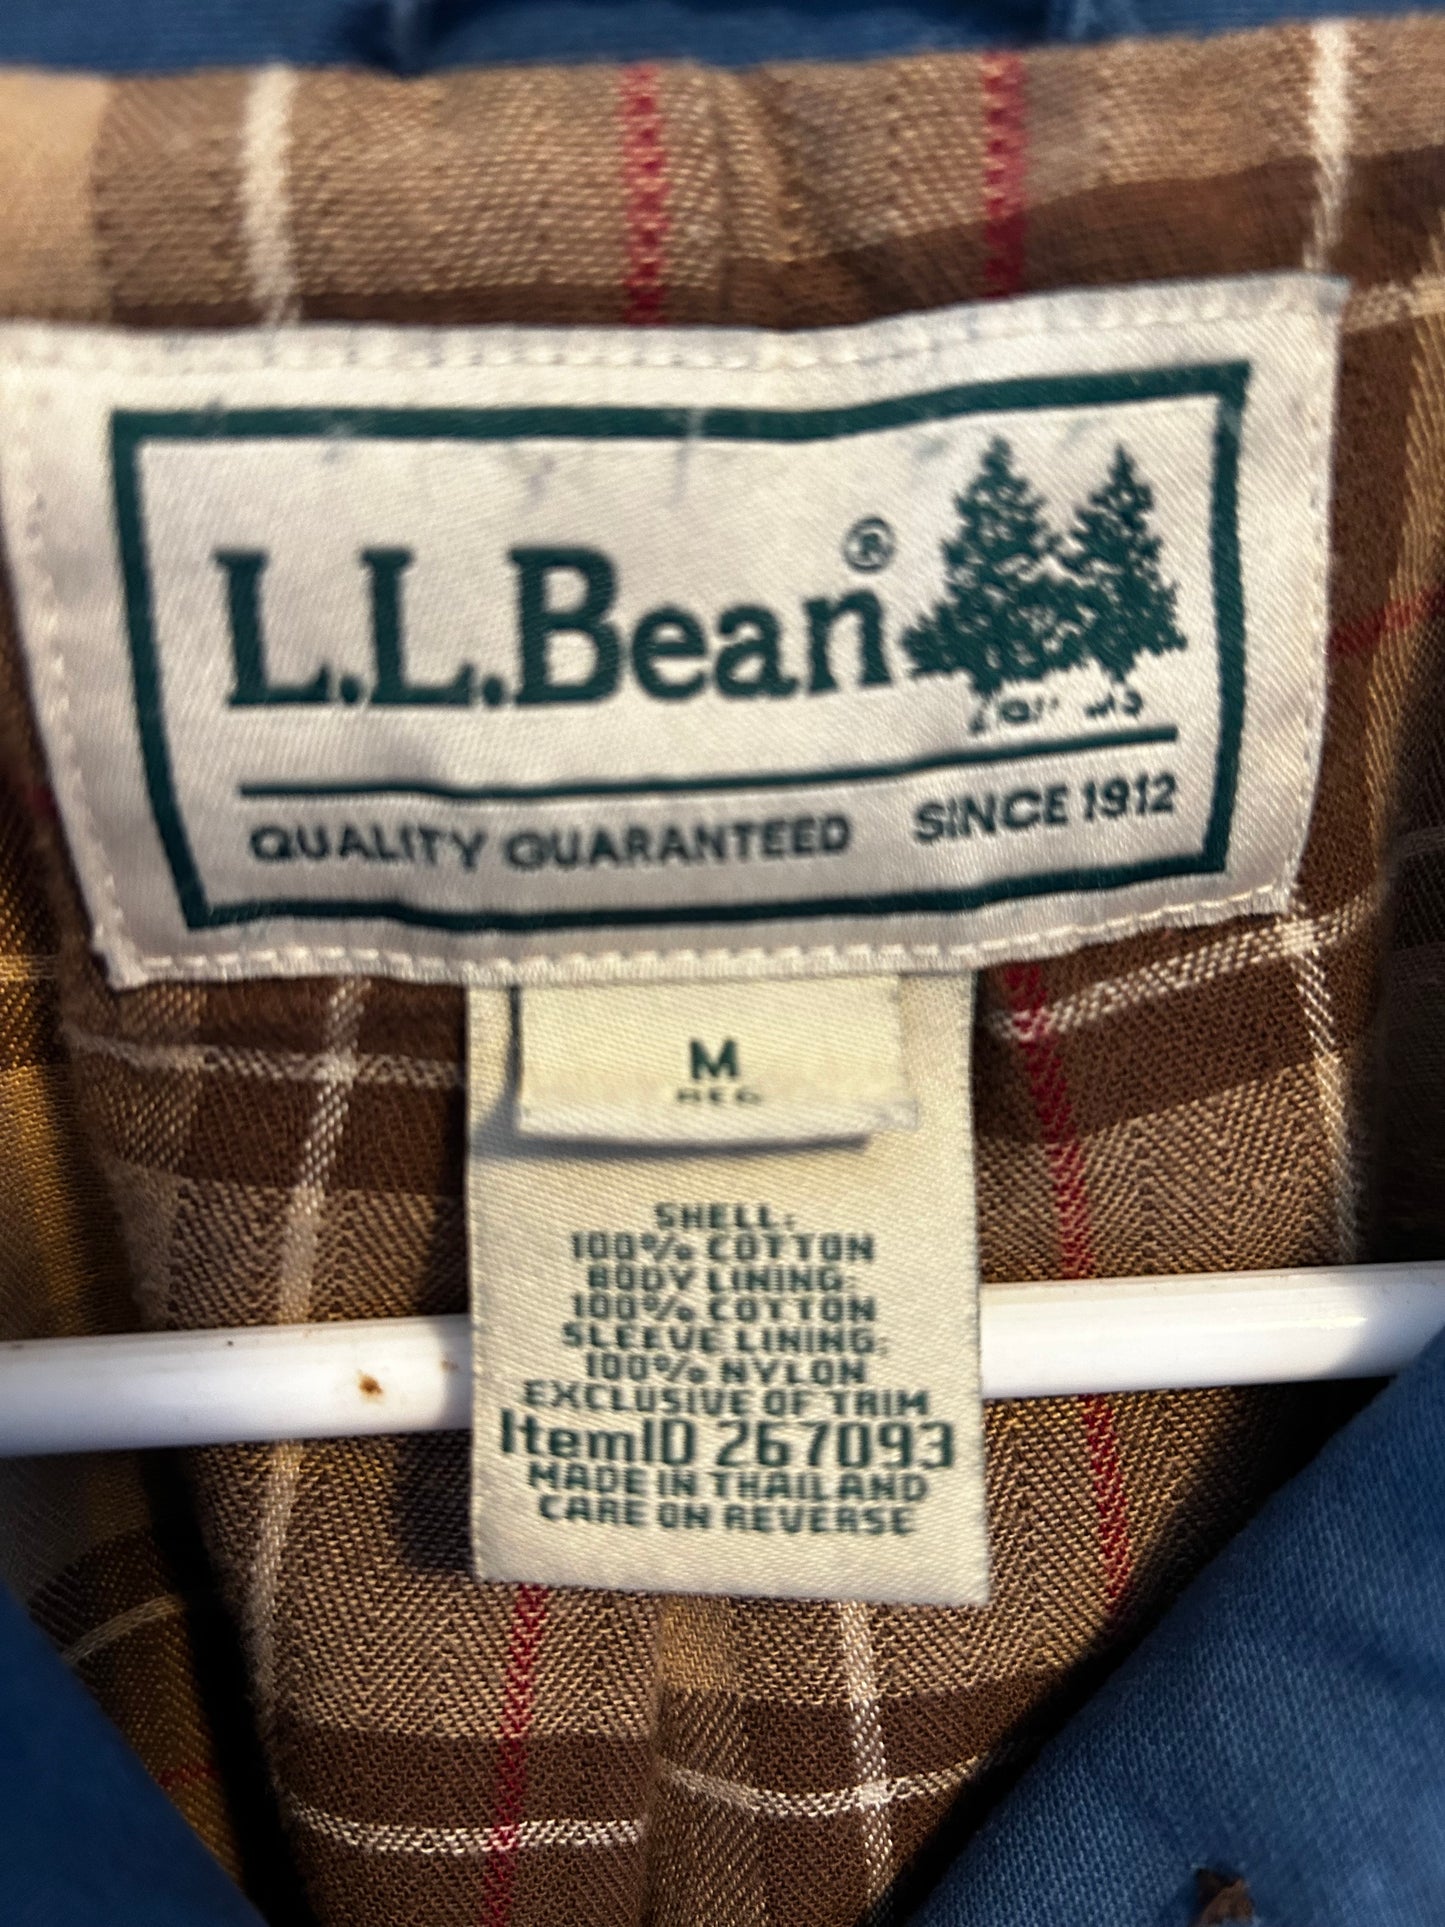 L.L.Bean®
QUALITY GUARANTEED SINCE 1912
M
REG
SHELL:
100% COTTON
BODY LINING:
100% COTTON
SLEEVE LINING:
100% NYLON
EXCLUSIVE OF TRIM
ItemID 267093
MADE IN THAILAND
CARE ON REVERSE